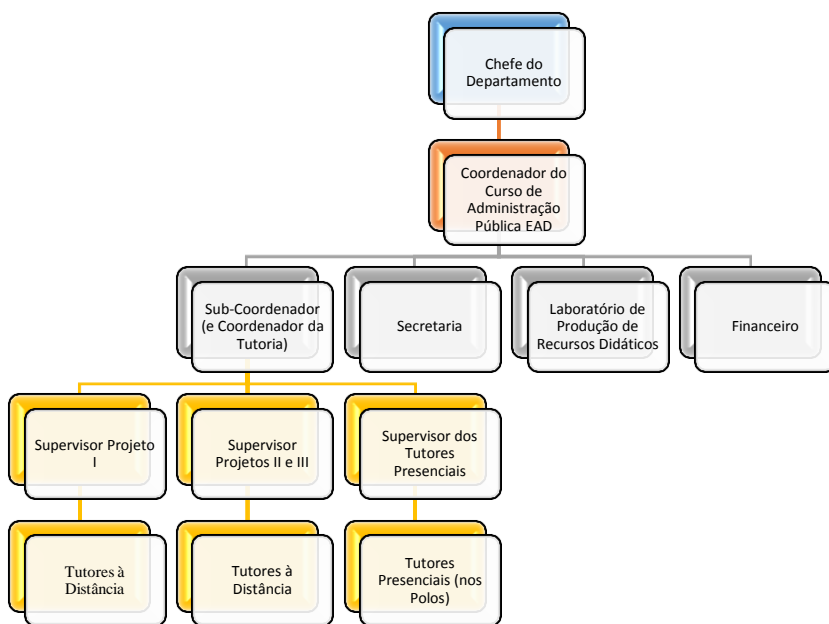 Chefe do
Departamento
Coordenador do
Curso de
Administração
Pública EAD
Sub-Coordenador
(e Coordenador da
Tutoria)
Secretaria
Laboratório de
Produção de
Recursos Didáticos
Financeiro
Supervisor Projeto
I
Supervisor
Projetos II e III
Supervisor dos
Tutores
Presenciais
Tutores à
Distância
Tutores à
Distância
Tutores
Presenciais (nos
Polos)